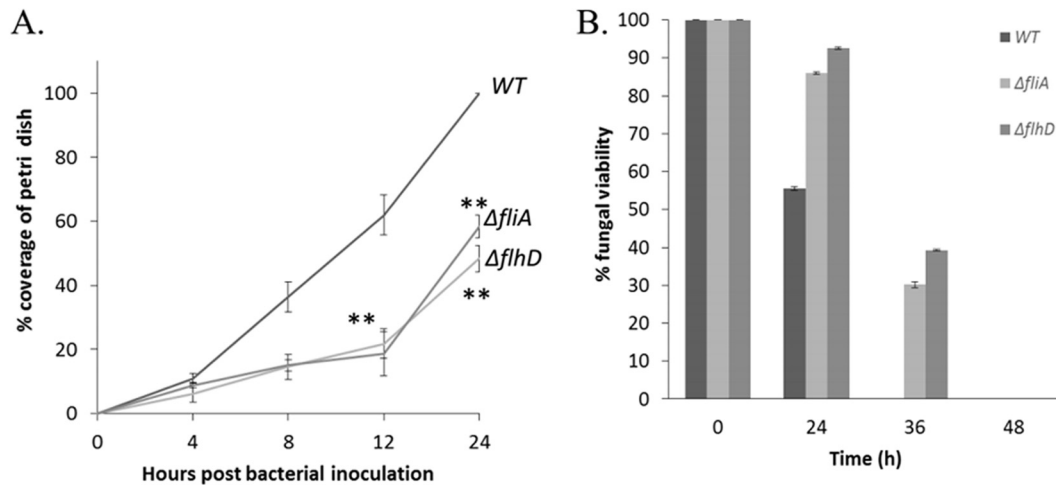 A.
% coverage of petri dish
100
80
60
40
20
0
0 4 8 12 24
Hours post bacterial inoculation
WT
**
ΔfliA
ΔflhD
**
**
B.
% fungal viability
100
90
80
70
60
50
40
30
20
10
0
0 24 36 48
Time (h)
WT
ΔfliA
ΔflhD